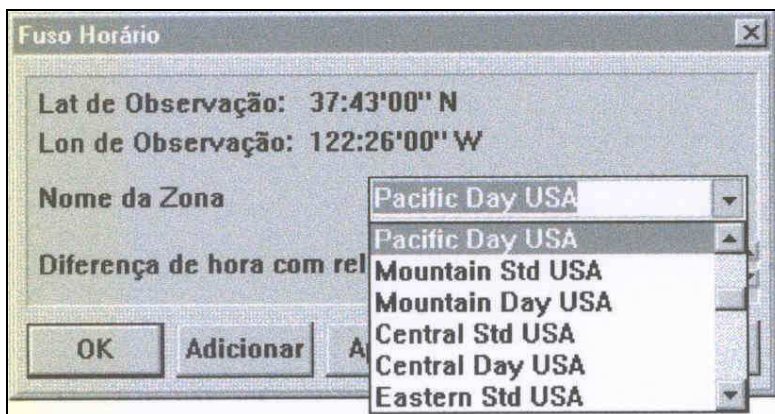 Fuso Horário
Lat de Observação: 37:43'00" N
Lon de Observação: 122:26'00" W
Nome da Zona
Pacific Day USA
Pacific Day USA
Diferença de hora com rel
Mountain Std USA
Mountain Day USA
Central Std USA
Central Day USA
Eastern Std USA
OK
Adicionar